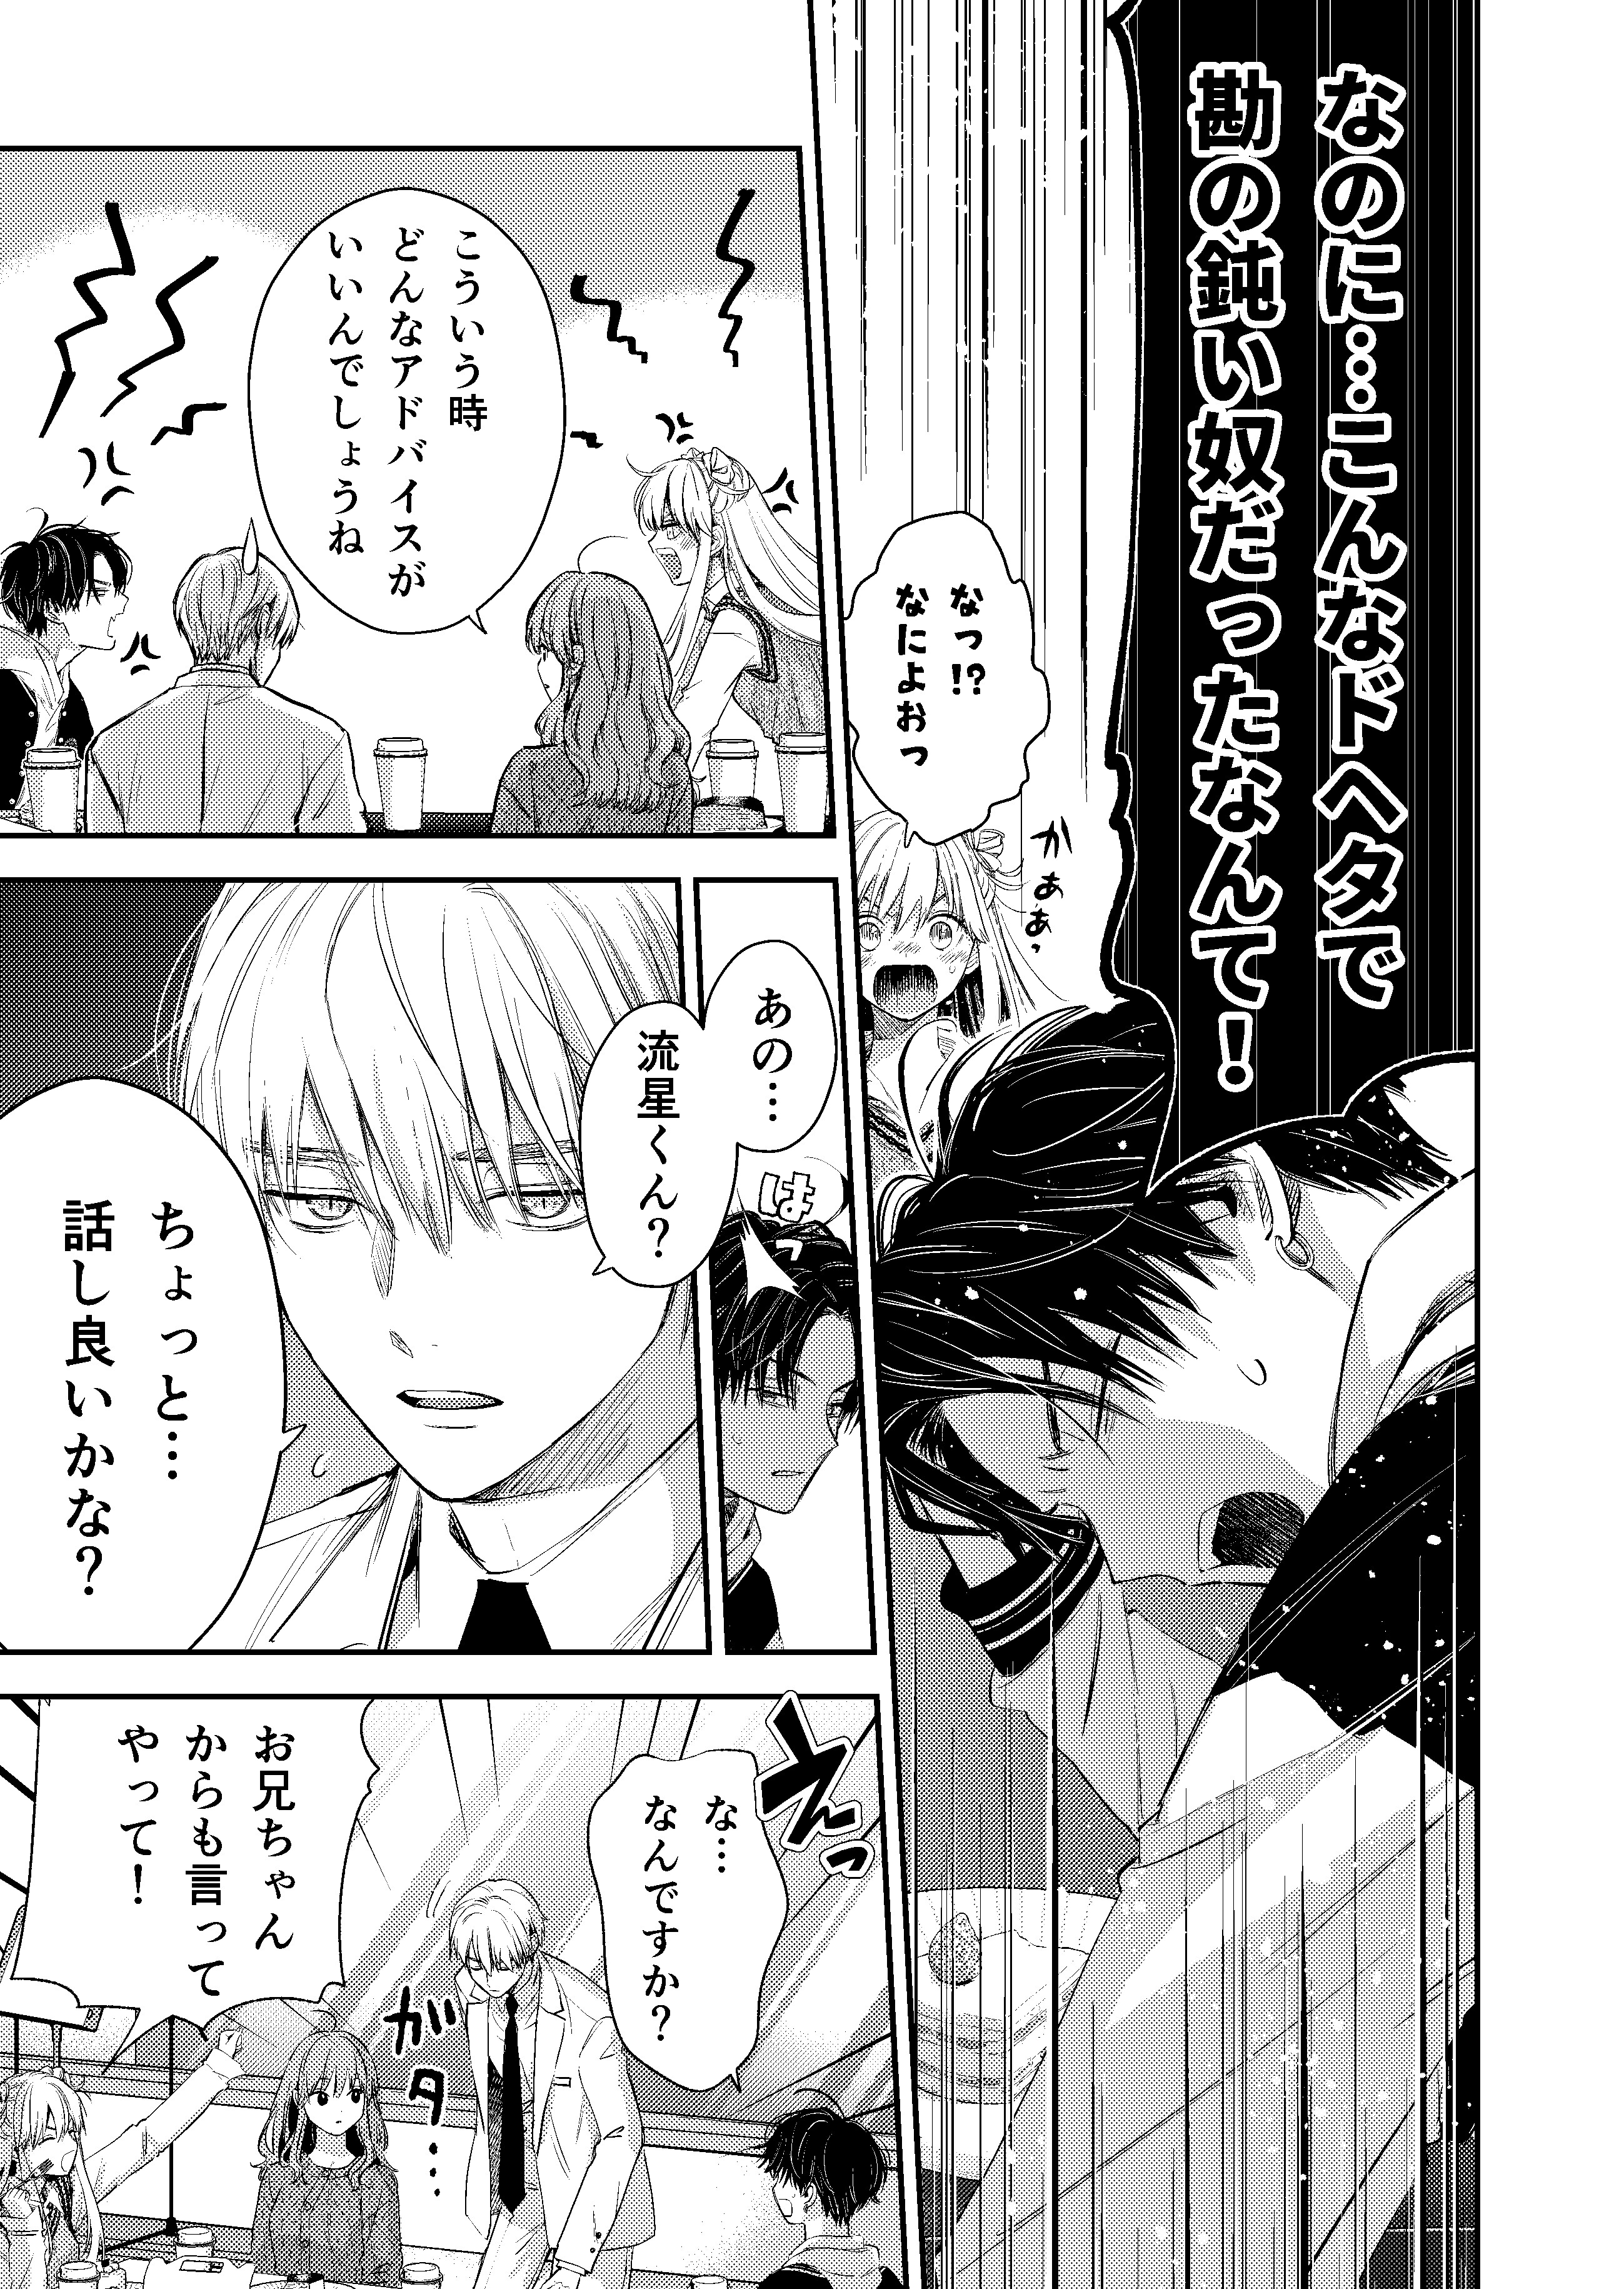 なのに…こんなドヘタで
勘の鈍い奴だったなんて！
なっ!?
なによおっ
かぁぁっ
こういう時
どんなアドバイスが
いいんでしょうね
あの…
流星くん？
はっ
ちょっと…
話し良いかな？
えっ
な…
なんですか？
ガタ…
お兄ちゃん
からも言って
やって！